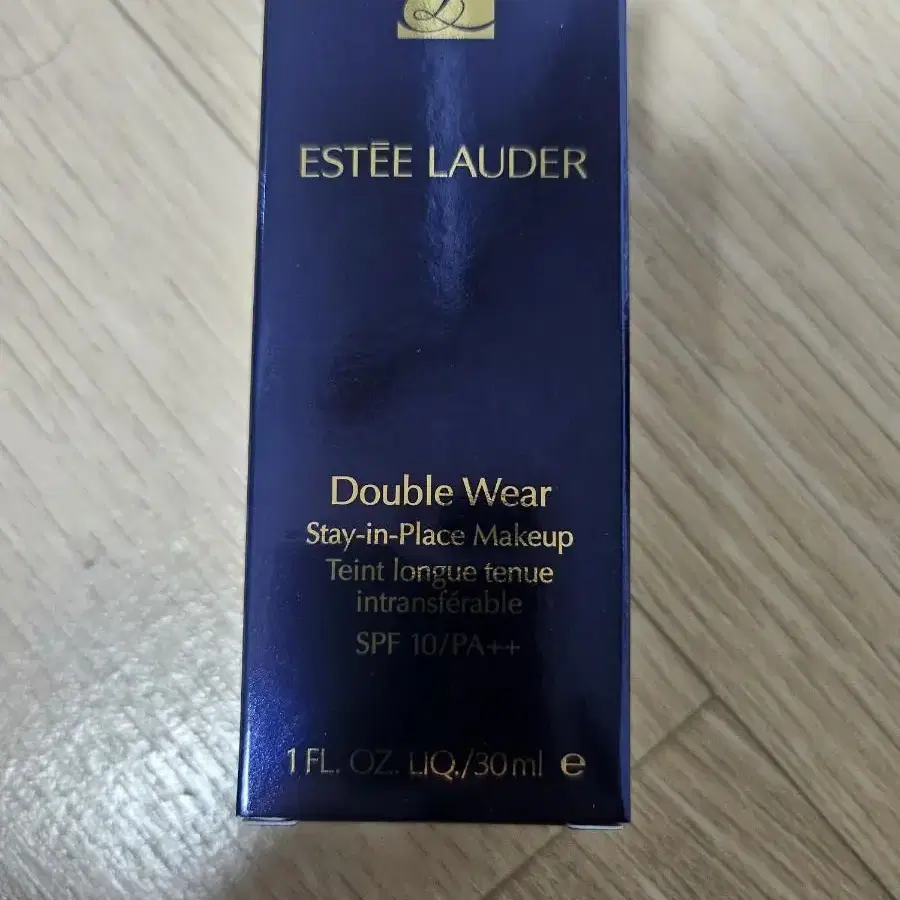 ESTĒE LAUDER
Double Wear
Stay-in-Place Makeup
Teint longue tenue
intransférable
SPF 10/PA++
1 FL. OZ. LIQ./30ml e